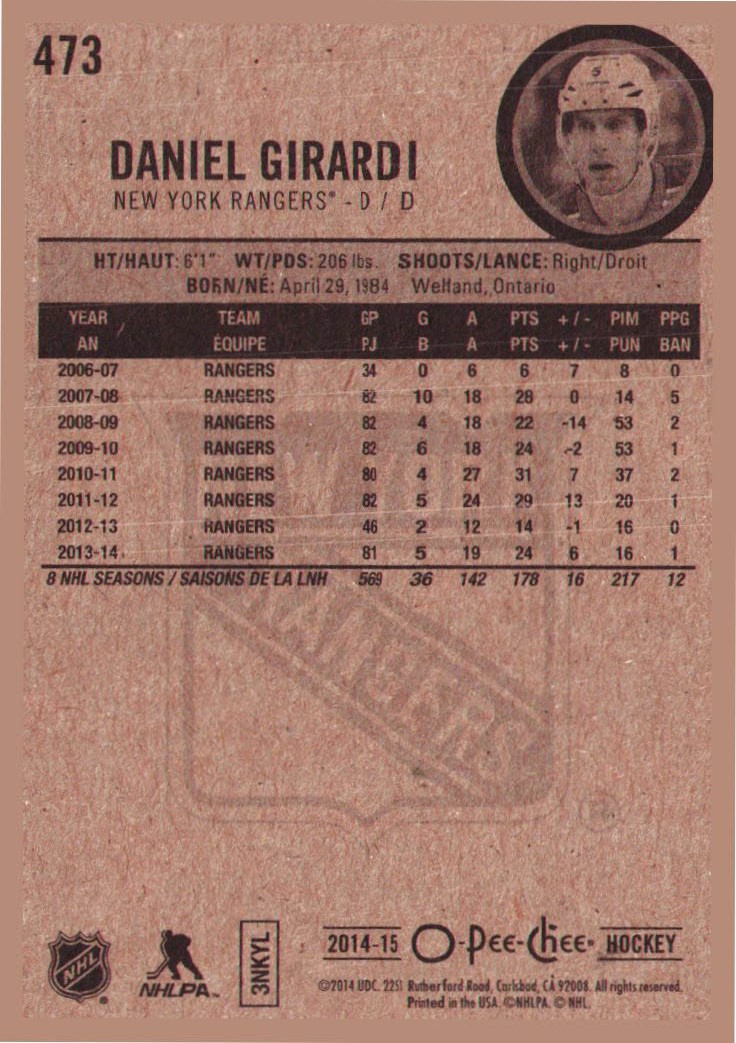 473
DANIEL GIRARDI
NEW YORK RANGERS® - D / D
HT/HAUT: 6'1" WT/PDS: 206 lbs. SHOOTS/LANCE: Right/Droit
BORN/NÉ: April 29, 1984 Welland, Ontario
YEAR TEAM GP G A PTS +/- PIM PPG
AN ÉQUIPE PJ B A PTS +/- PUN BAN
2006-07 RANGERS 34 0 6 6 7 8 0
2007-08 RANGERS 82 10 18 28 0 14 5
2008-09 RANGERS 82 4 18 22 -14 53 2
2009-10 RANGERS 82 6 18 24 -2 53 1
2010-11 RANGERS 80 4 27 31 7 37 2
2011-12 RANGERS 82 5 24 29 13 20 1
2012-13 RANGERS 46 2 12 14 -1 16 0
2013-14 RANGERS 81 5 19 24 6 16 1
8 NHL SEASONS / SAISONS DE LA LNH 569 36 142 178 16 217 12
NEW YORK
RANGERS
®
NHL ®
NHLPA™
3NKYL
2014-15 O-Pee-Chee® HOCKEY
©2014 UDC. 2251 Rutherford Road, Carlsbad, CA 92008. All rights reserved.
Printed in the USA. ©NHLPA. © NHL.